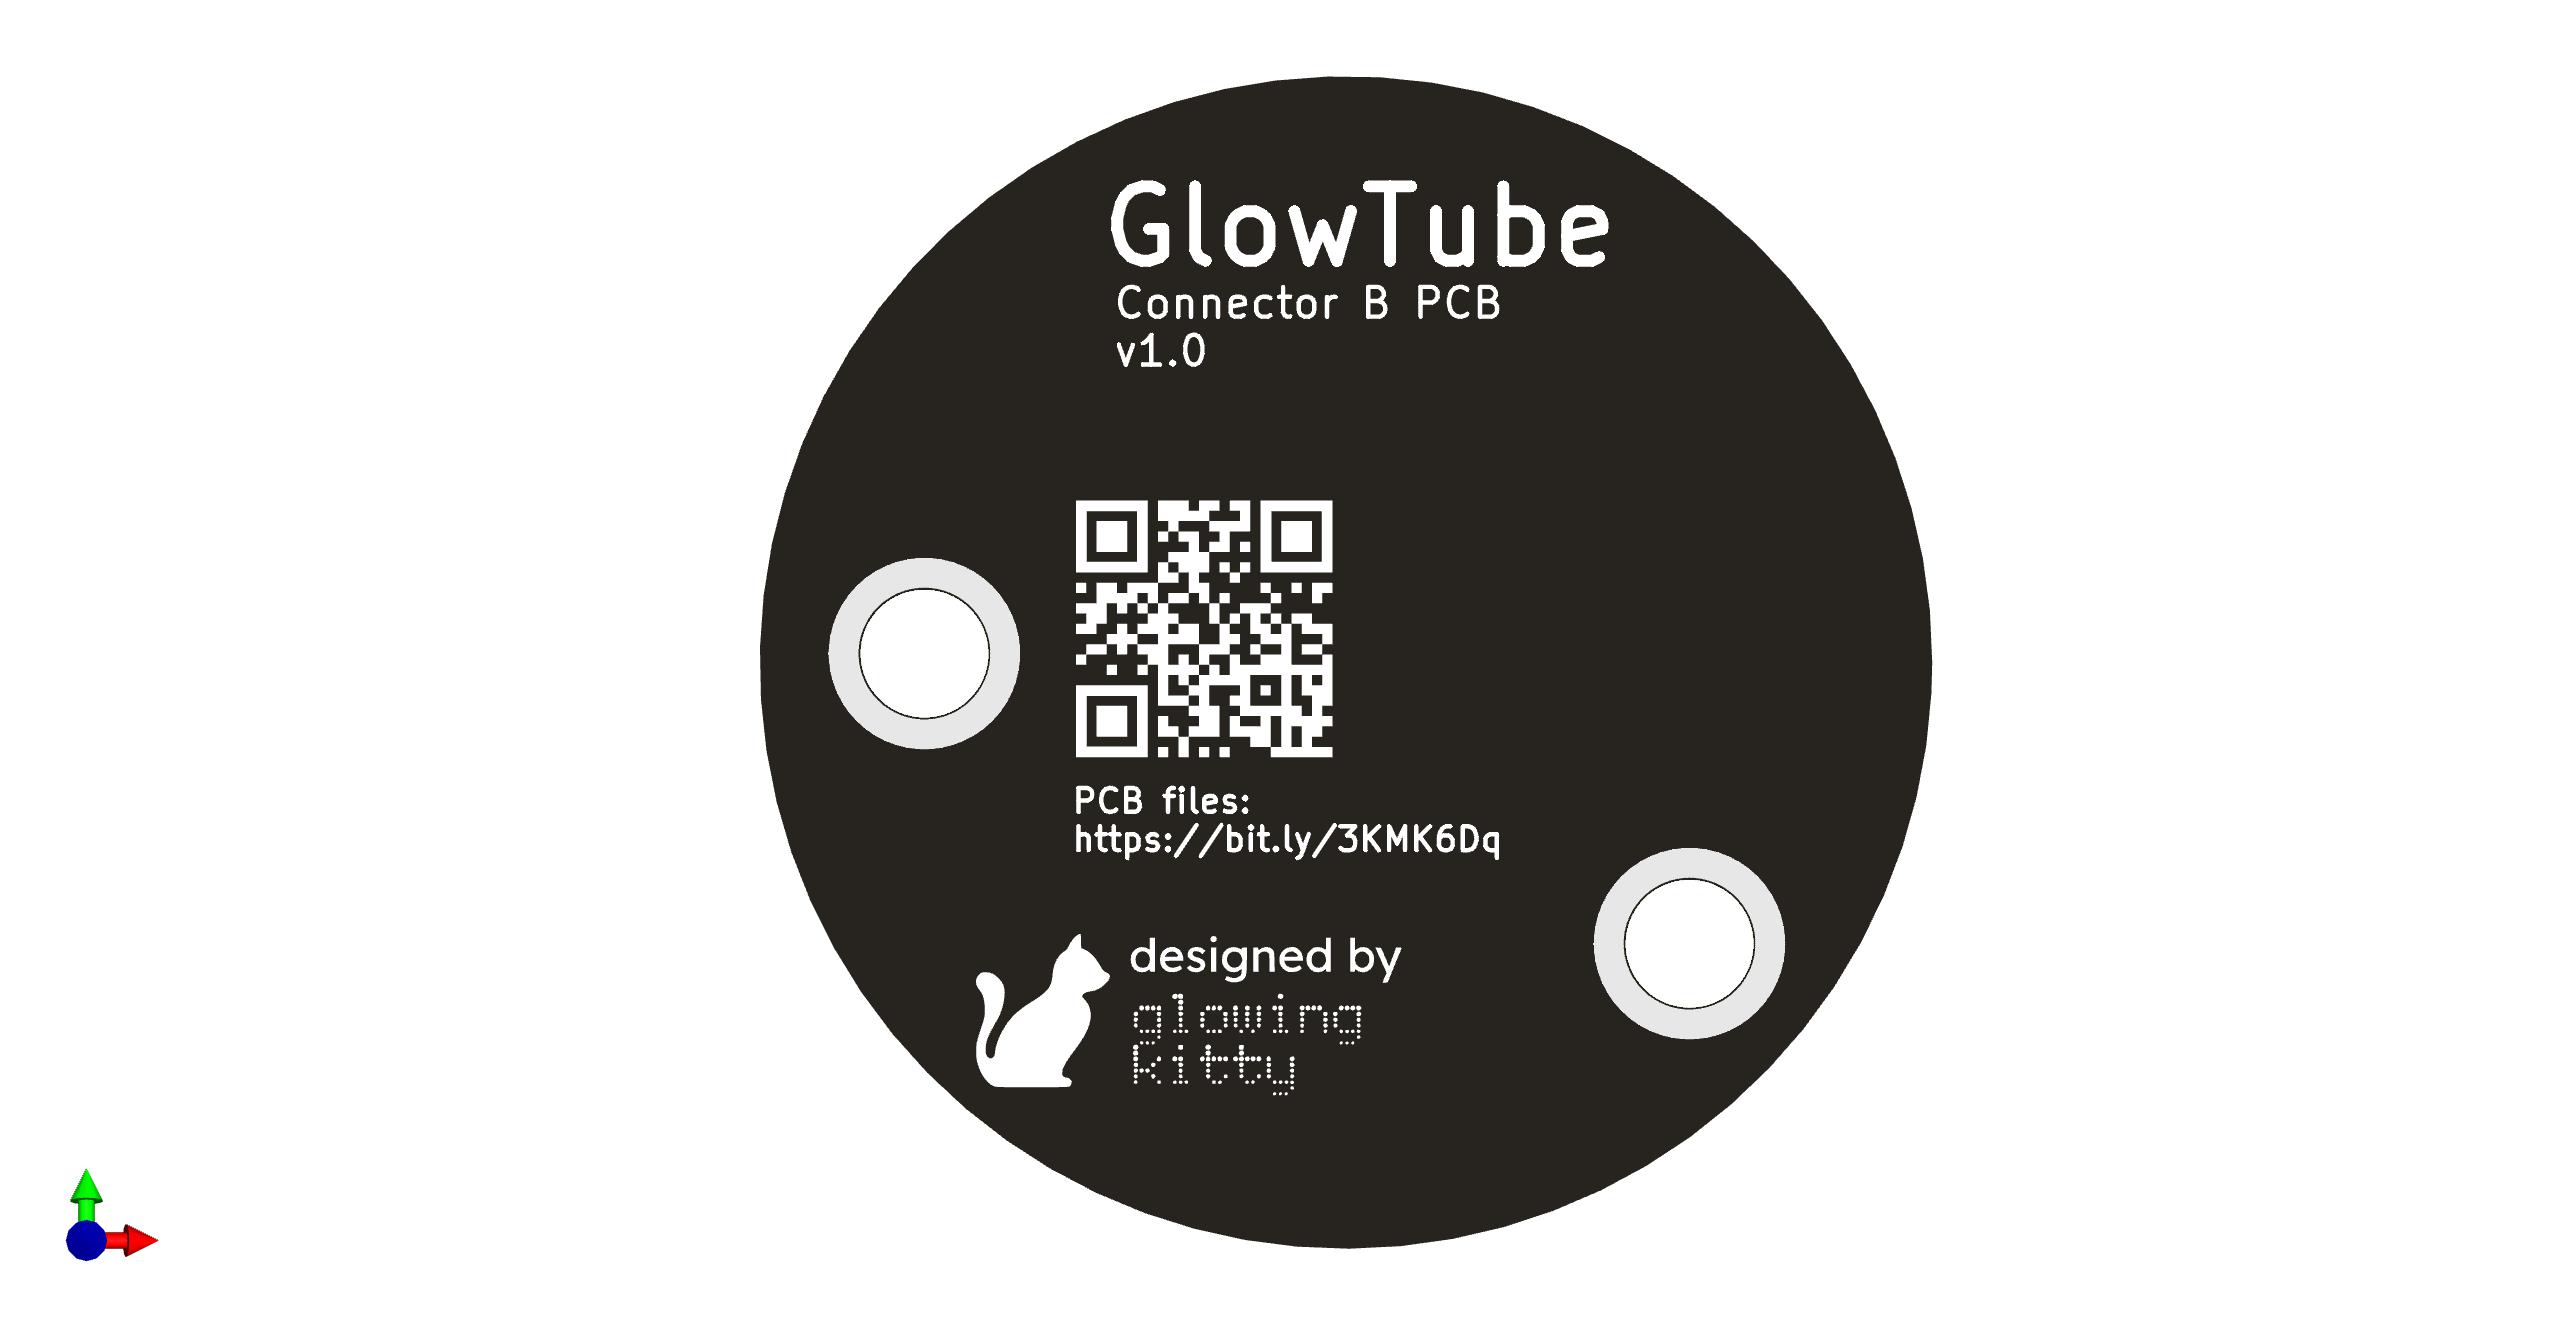 GlowTube
Connector B PCB
v1.0
PCB files:
https://bit.ly/3KMK6Dq
designed by
glowing
kitty